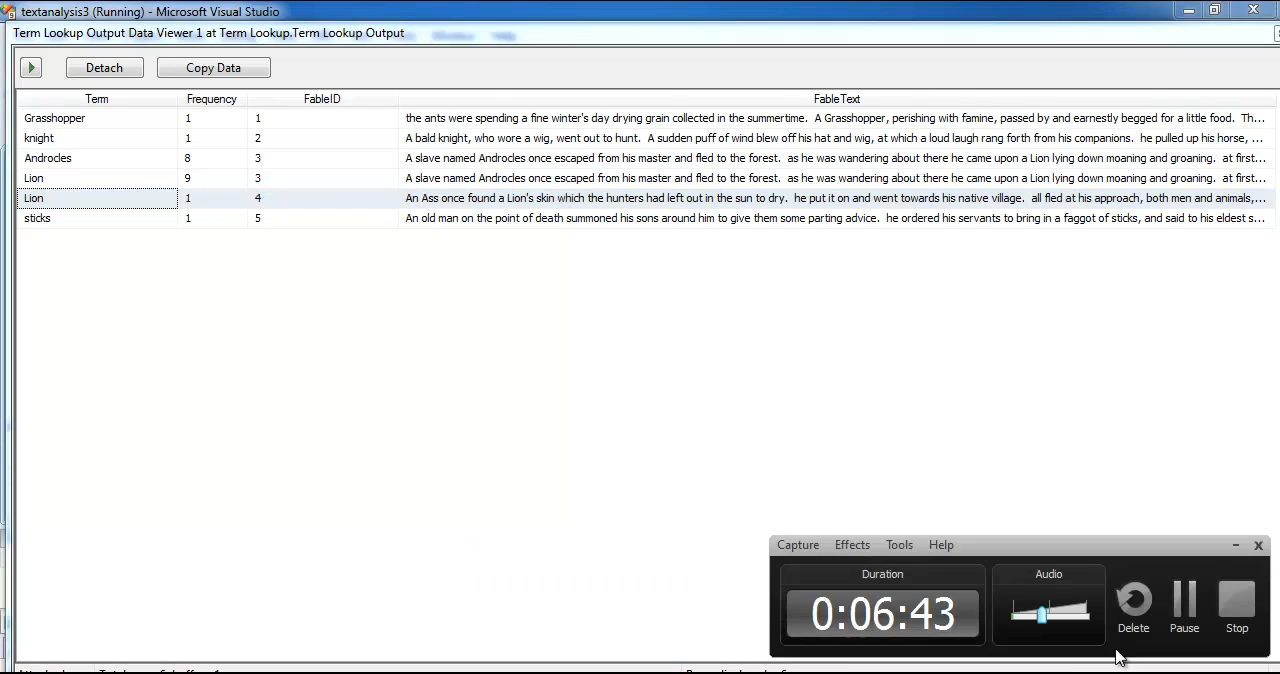 textanalysis3 (Running) - Microsoft Visual Studio
Term Lookup Output Data Viewer 1 at Term Lookup.Term Lookup Output
Detach Copy Data
Term Frequency FableID FableText
Grasshopper 1 1 the ants were spending a fine winter's day drying grain collected in the summertime. A Grasshopper, perishing with famine, passed by and earnestly begged for a little food. Th...
knight 1 2 A bald knight, who wore a wig, went out to hunt. A sudden puff of wind blew off his hat and wig, at which a loud laugh rang forth from his companions. he pulled up his horse, ...
Androcles 8 3 A slave named Androcles once escaped from his master and fled to the forest. as he was wandering about there he came upon a Lion lying down moaning and groaning. at first...
Lion 9 3 A slave named Androcles once escaped from his master and fled to the forest. as he was wandering about there he came upon a Lion lying down moaning and groaning. at first...
Lion 1 4 An Ass once found a Lion's skin which the hunters had left out in the sun to dry. he put it on and went towards his native village. all fled at his approach, both men and animals,...
sticks 1 5 An old man on the point of death summoned his sons around him to give them some parting advice. he ordered his servants to bring in a faggot of sticks, and said to his eldest s...
Capture Effects Tools Help
Duration Audio
0:06:43
Delete Pause Stop